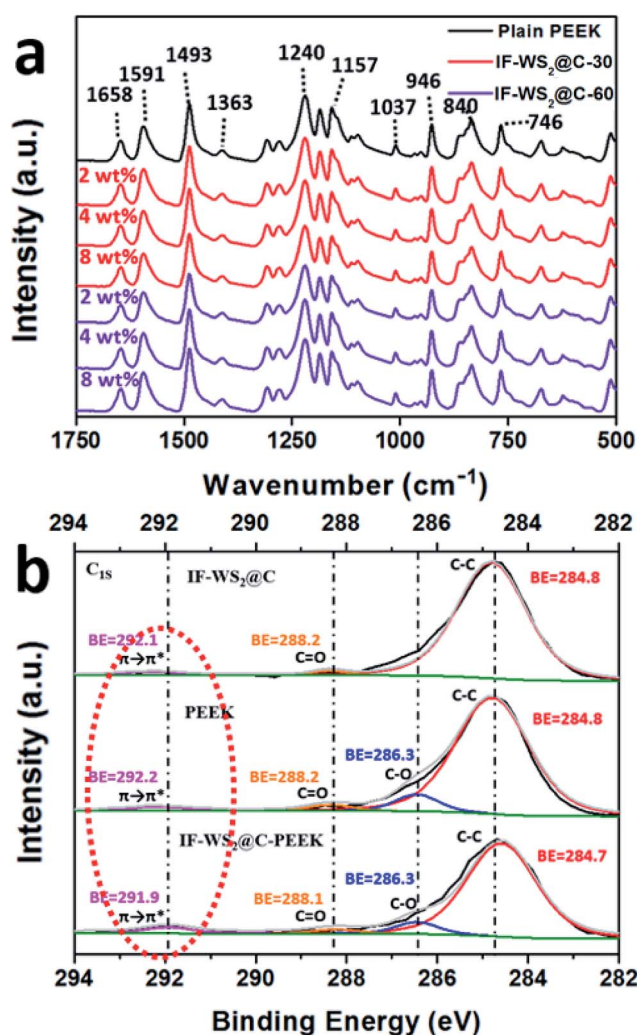 a
Plain PEEK
IF-WS₂@C-30
IF-WS₂@C-60
1658
1591
1493
1363
1240
1157
1037
946
840
746
2 wt%
4 wt%
8 wt%
2 wt%
4 wt%
8 wt%
Intensity (a.u.)
1750 1500 1250 1000 750 500
Wavenumber (cm⁻¹)
294 292 290 288 286 284 282
b
C₁S
IF-WS₂@C
C-C
BE=284.8
BE=292.1
π→π*
BE=288.2
C=O
PEEK
C-C
BE=284.8
BE=286.3
C-O
BE=292.2
π→π*
BE=288.2
C=O
IF-WS₂@C-PEEK
C-C
BE=284.7
BE=286.3
C-O
BE=291.9
π→π*
BE=288.1
C=O
Intensity (a.u.)
294 292 290 288 286 284 282
Binding Energy (eV)